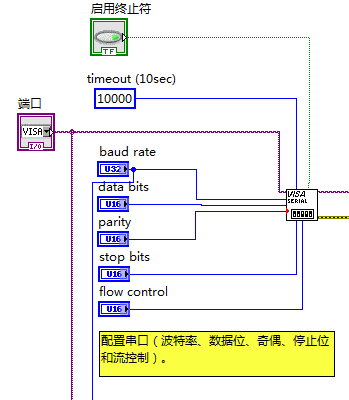 启用终止符
TF
timeout (10sec)
10000
端口
VISA
I/O
baud rate
U32
data bits
U16
parity
U16
stop bits
U16
flow control
U16
VISA
SERIAL
配置串口（波特率、数据位、奇偶、停止位
和流控制）。